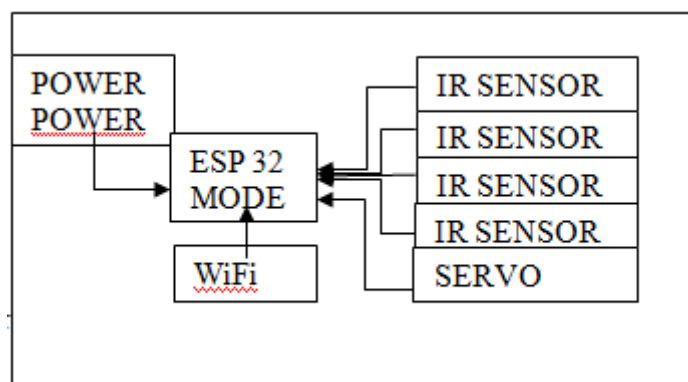 POWER
POWER
ESP 32
MODE
WiFi
IR SENSOR
IR SENSOR
IR SENSOR
IR SENSOR
SERVO